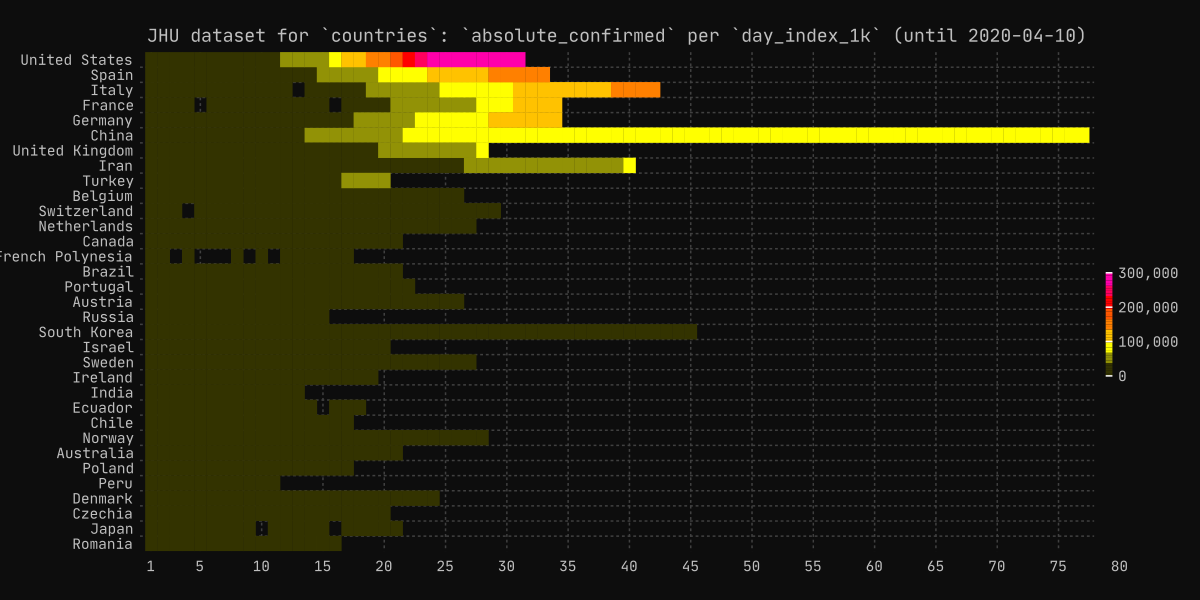 JHU dataset for `countries`: `absolute_confirmed` per `day_index_1k` (until 2020-04-10)
United States
Spain
Italy
France
Germany
China
United Kingdom
Iran
Turkey
Belgium
Switzerland
Netherlands
Canada
French Polynesia
Brazil
Portugal
Austria
Russia
South Korea
Israel
Sweden
Ireland
India
Ecuador
Chile
Norway
Australia
Poland
Peru
Denmark
Czechia
Japan
Romania
1 5 10 15 20 25 30 35 40 45 50 55 60 65 70 75 80
300,000
200,000
100,000
0